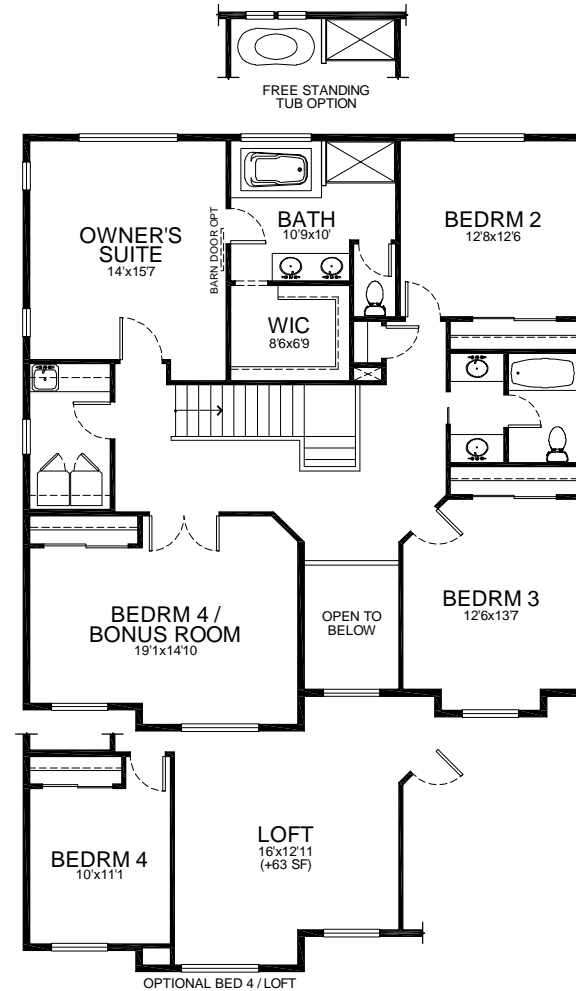 FREE STANDING
TUB OPTION
OWNER'S
SUITE
14'x15'7
BARN DOOR OPT
BATH
10'9x10'
BEDRM 2
12'8x12'6
WIC
8'6x6'9
BEDRM 4 /
BONUS ROOM
19'1x14'10
OPEN TO
BELOW
BEDRM 3
12'6x13'7
BEDRM 4
10'x11'1
LOFT
16'x12'11
(+63 SF)
OPTIONAL BED 4 / LOFT